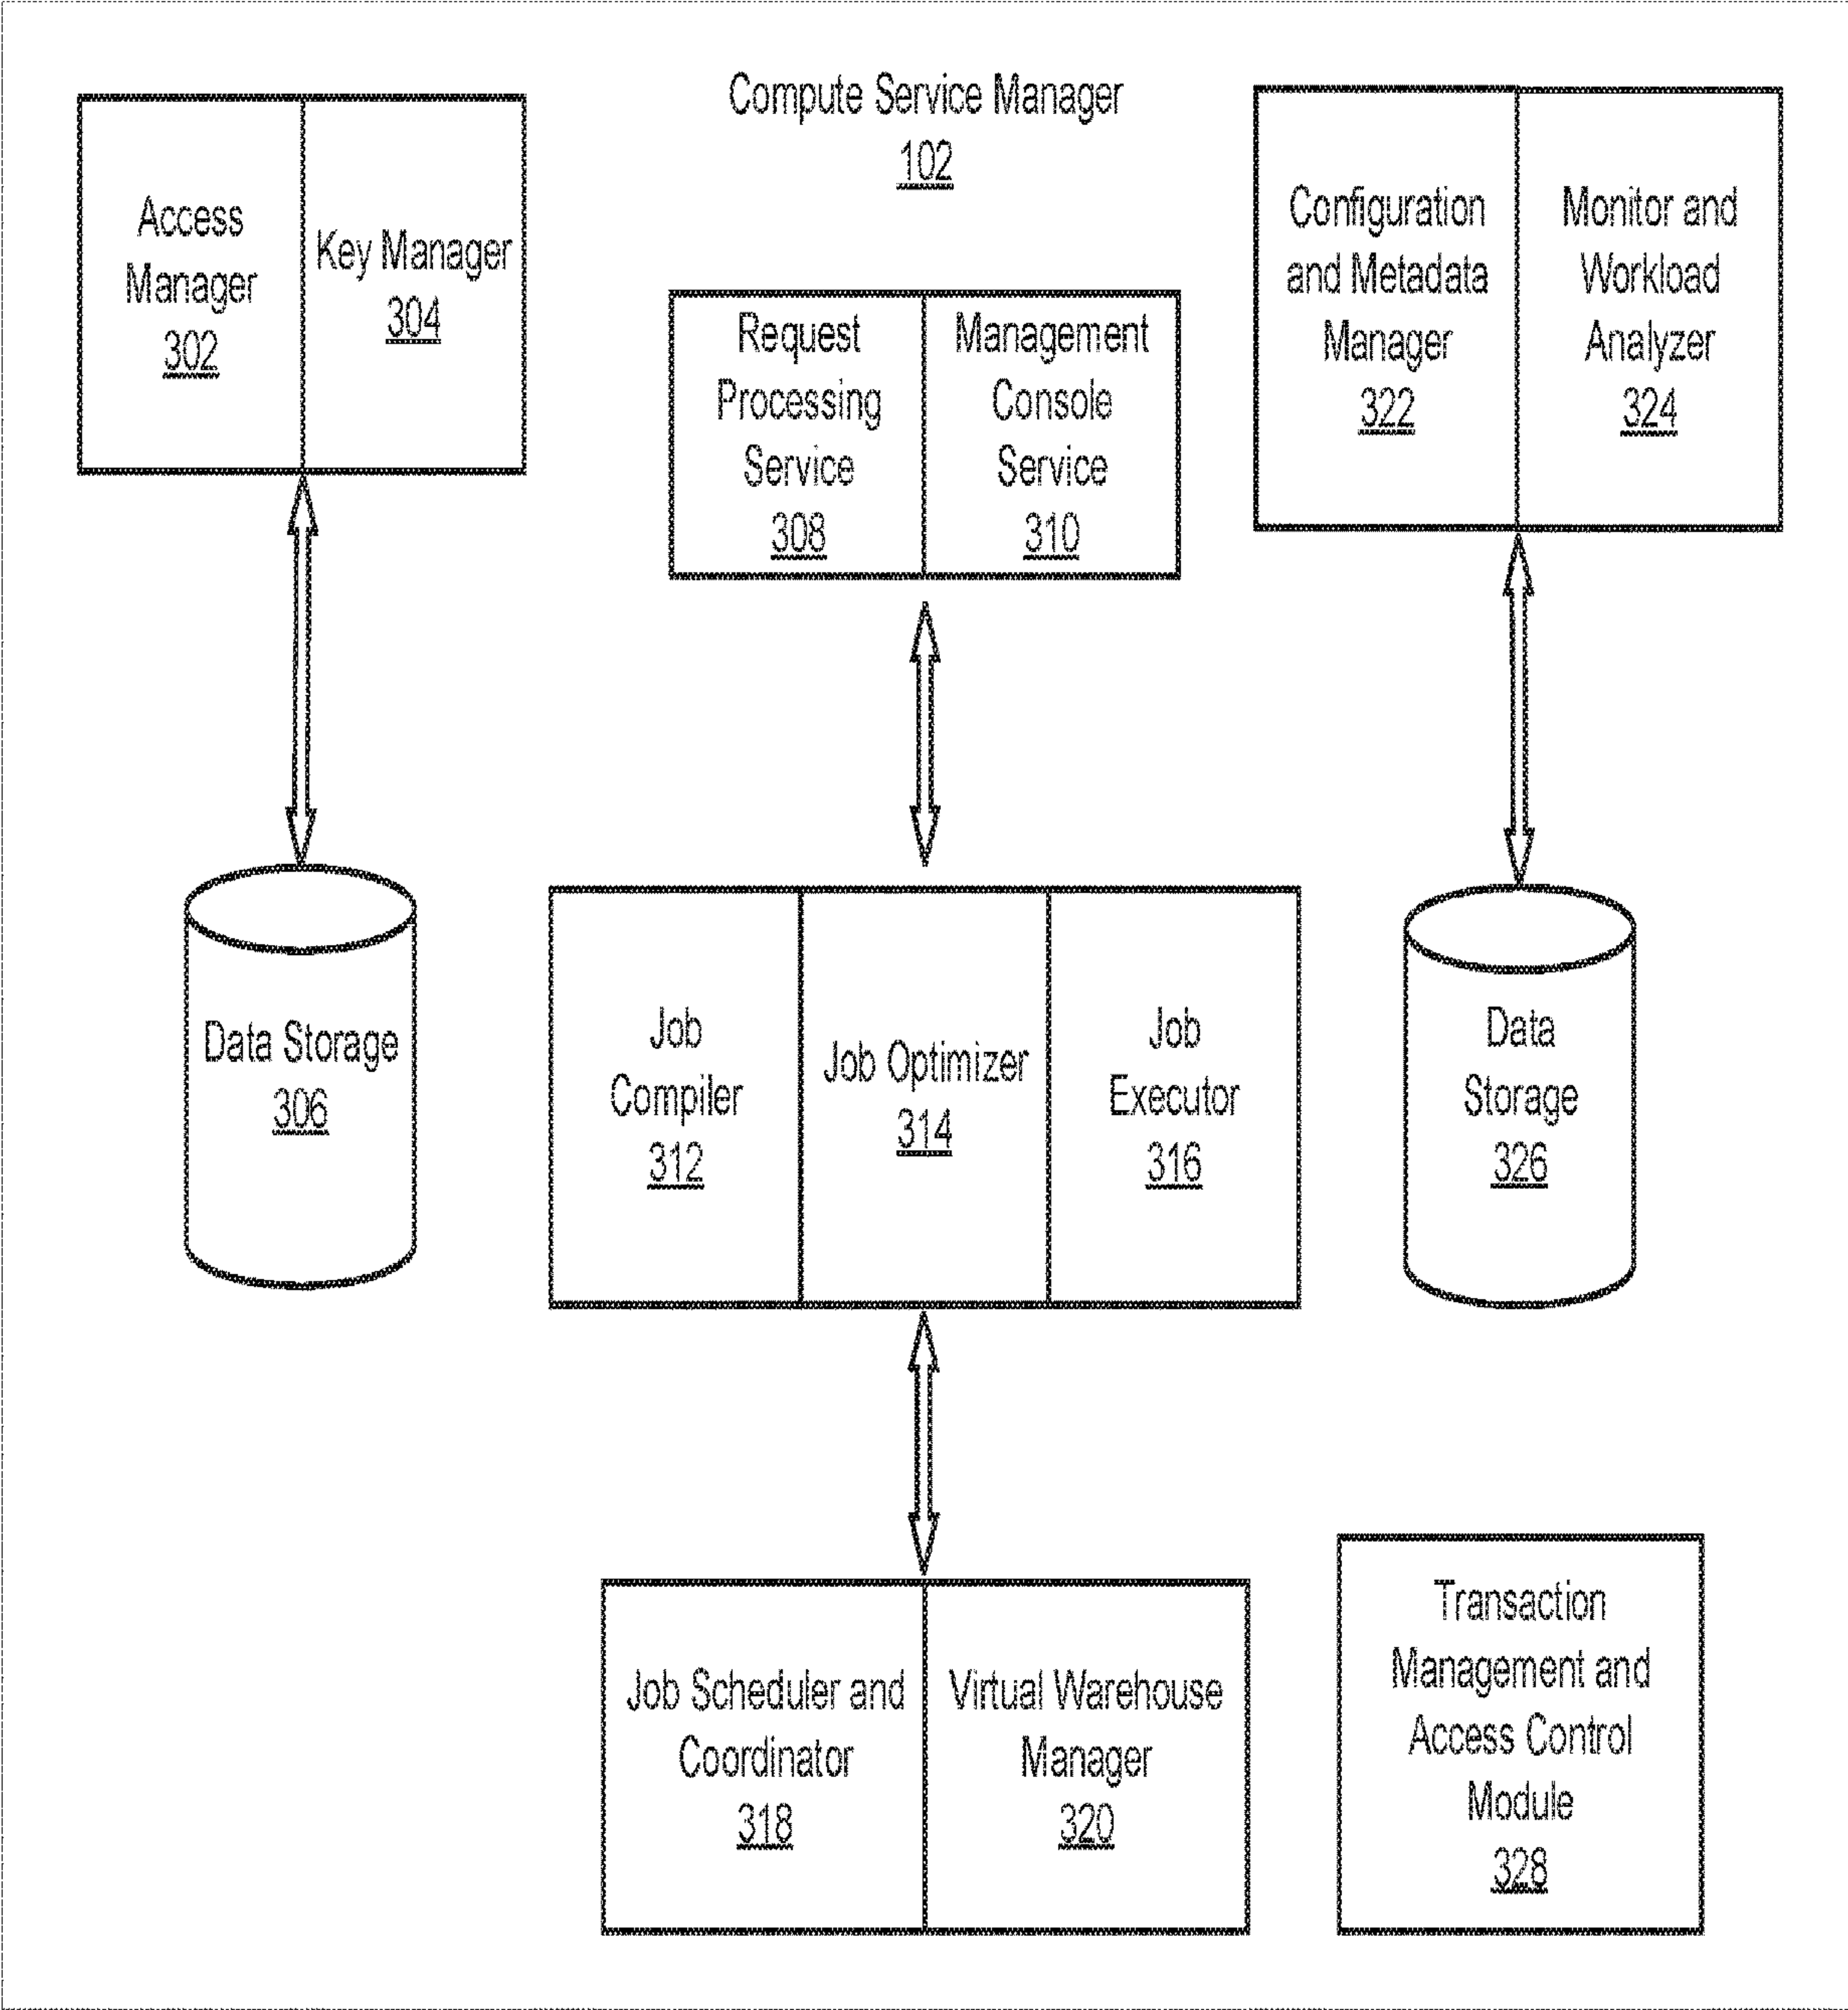 Compute Service Manager
102
Access
Manager
302
Key Manager
304
Request
Processing
Service
308
Management
Console
Service
310
Configuration
and Metadata
Manager
322
Monitor and
Workload
Analyzer
324
Data Storage
306
Job
Compiler
312
Job Optimizer
314
Job
Executor
316
Data
Storage
326
Job Scheduler and
Coordinator
318
Virtual Warehouse
Manager
320
Transaction
Management and
Access Control
Module
328